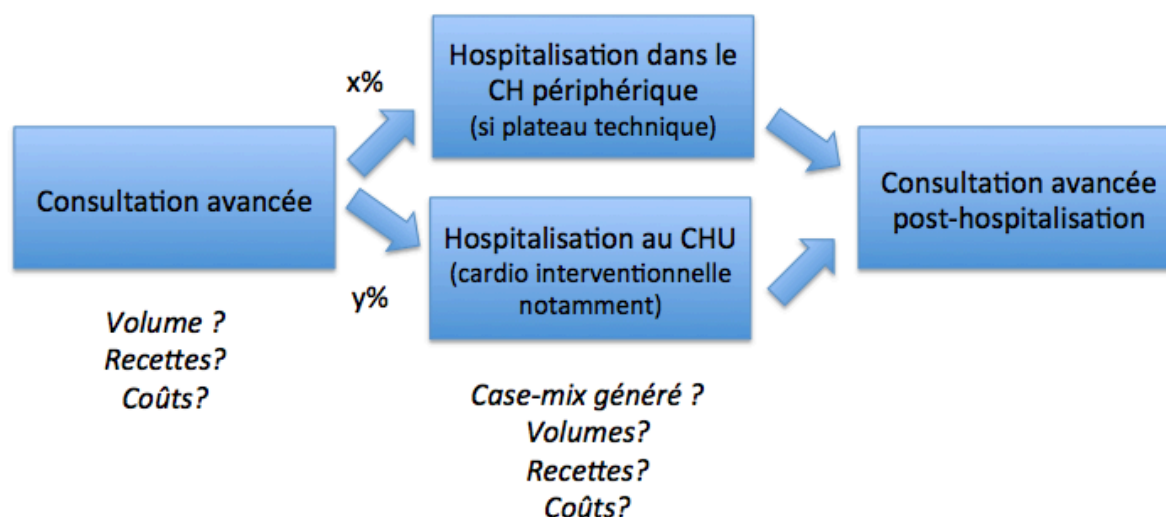 Consultation avancée
Volume ?
Recettes?
Coûts?
x%
y%
Hospitalisation dans le
CH périphérique
(si plateau technique)
Hospitalisation au CHU
(cardio interventionnelle
notamment)
Case-mix généré ?
Volumes?
Recettes?
Coûts?
Consultation avancée
post-hospitalisation